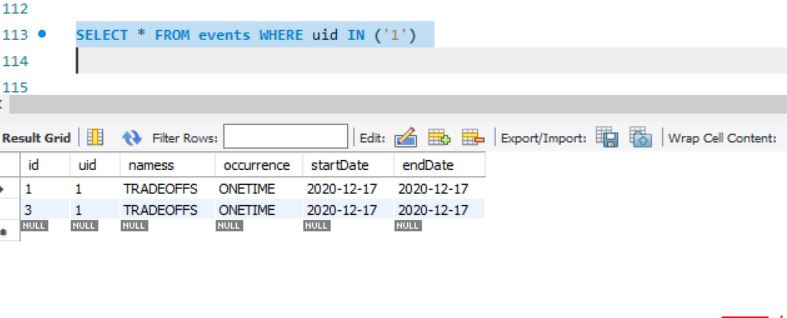 112
113 SELECT * FROM events WHERE uid IN ('1')
114
115
Result Grid Filter Rows: Edit: Export/Import: Wrap Cell Content:
id uid namess occurrence startDate endDate
1 1 TRADEOFFS ONETIME 2020-12-17 2020-12-17
3 1 TRADEOFFS ONETIME 2020-12-17 2020-12-17
NULL NULL NULL NULL NULL NULL